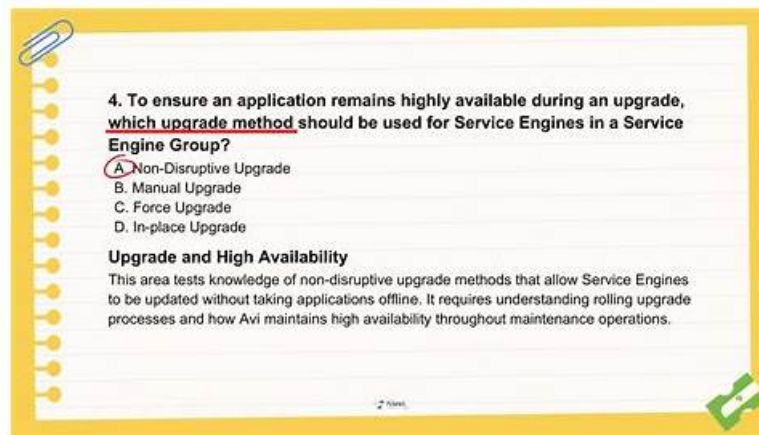 4. To ensure an application remains highly available during an upgrade,
which upgrade method should be used for Service Engines in a Service
Engine Group?
A. Non-Disruptive Upgrade
B. Manual Upgrade
C. Force Upgrade
D. In-place Upgrade
Upgrade and High Availability
This area tests knowledge of non-disruptive upgrade methods that allow Service Engines
to be updated without taking applications offline. It requires understanding rolling upgrade
processes and how Avi maintains high availability throughout maintenance operations.